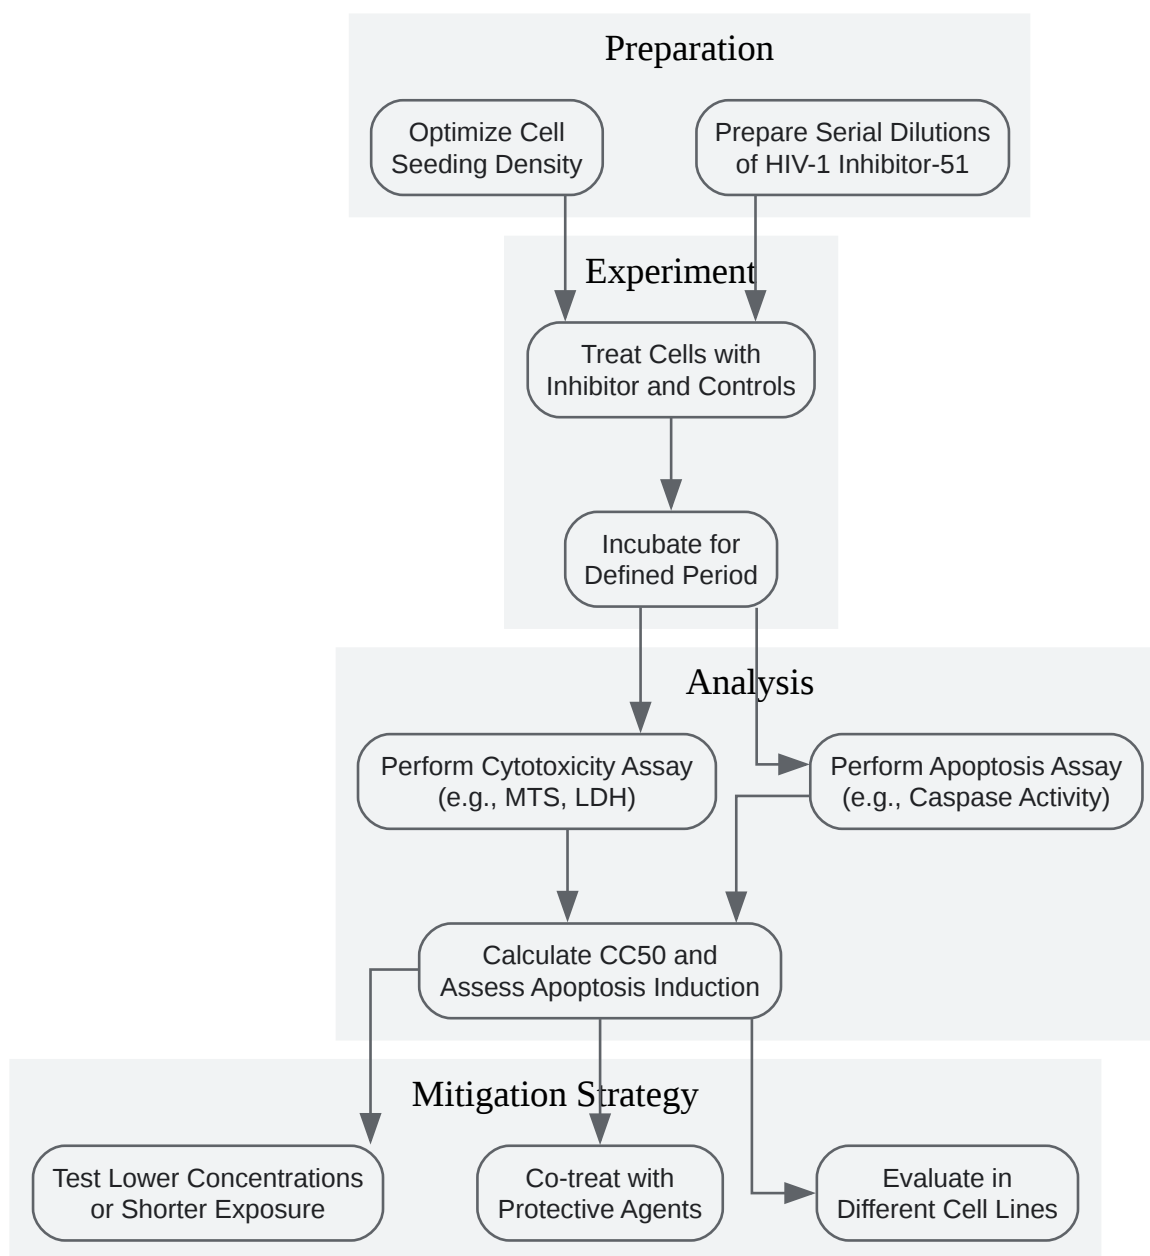 Preparation
Optimize Cell
Seeding Density
Prepare Serial Dilutions
of HIV-1 Inhibitor-51
Experiment
Treat Cells with
Inhibitor and Controls
Incubate for
Defined Period
Analysis
Perform Cytotoxicity Assay
(e.g., MTS, LDH)
Perform Apoptosis Assay
(e.g., Caspase Activity)
Calculate CC50 and
Assess Apoptosis Induction
Mitigation Strategy
Test Lower Concentrations
or Shorter Exposure
Co-treat with
Protective Agents
Evaluate in
Different Cell Lines